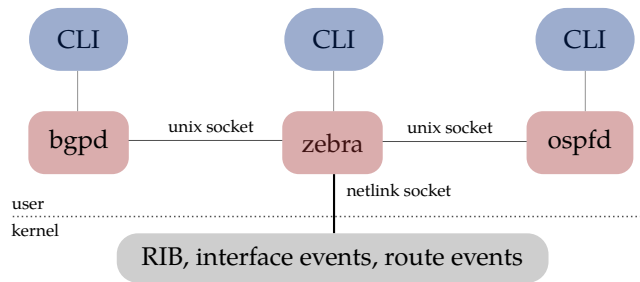 CLI
CLI
CLI
unix socket
unix socket
bgpd
zebra
ospfd
netlink socket
user
kernel
RIB, interface events, route events